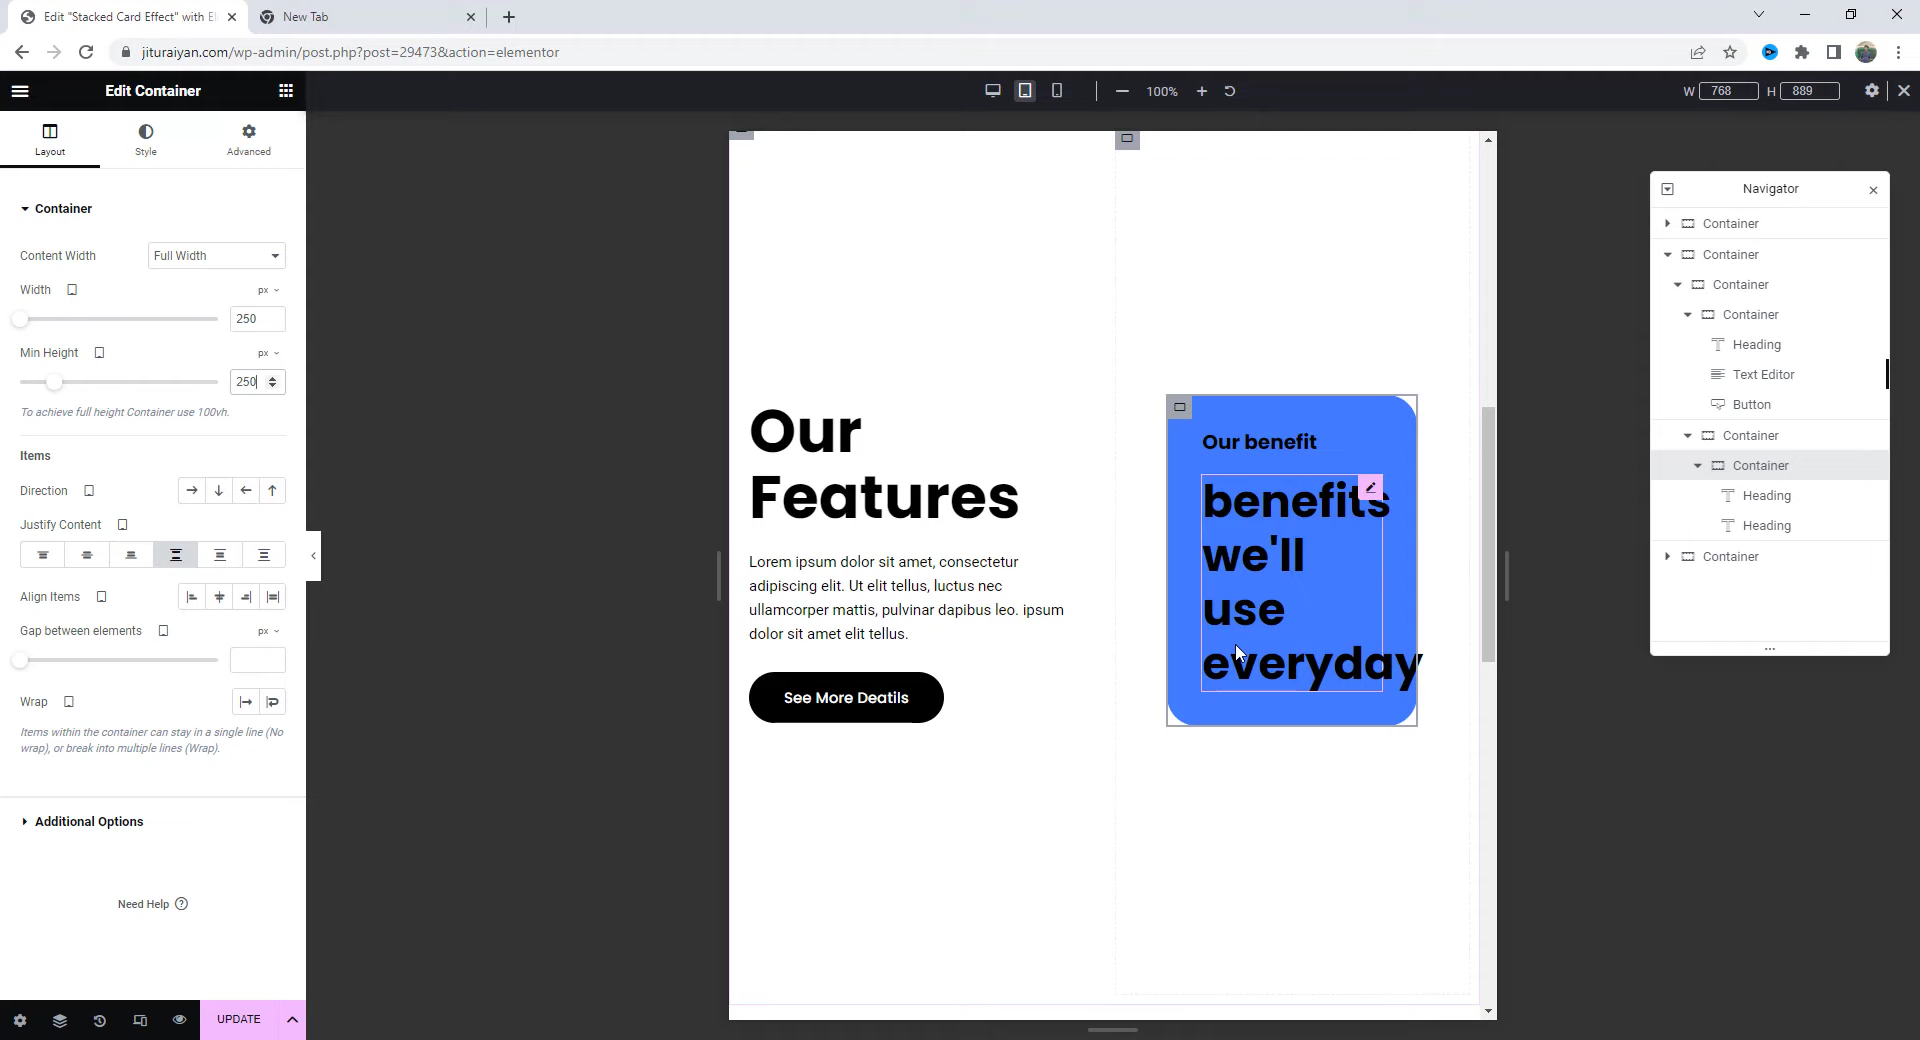 Edit "Stacked Card Effect" with El
New Tab
jituraiyan.com/wp-admin/post.php?post=29473&action=elementor
Edit Container
100%
W 768 H 889
Layout
Style
Advanced
Container
Content Width
Full Width
Width
px
250
Min Height
px
250
To achieve full height Container use 100vh.
Items
Direction
Justify Content
Align Items
Gap between elements
px
Wrap
Items within the container can stay in a single line (No
wrap), or break into multiple lines (Wrap).
Additional Options
Need Help
UPDATE
Our
Features
Lorem ipsum dolor sit amet, consectetur
adipiscing elit. Ut elit tellus, luctus nec
ullamcorper mattis, pulvinar dapibus leo. ipsum
dolor sit amet elit tellus.
See More Deatils
Our benefit
benefits
we'll
use
everyday
Navigator
Container
Container
Container
Container
Heading
Text Editor
Button
Container
Container
Heading
Heading
Container